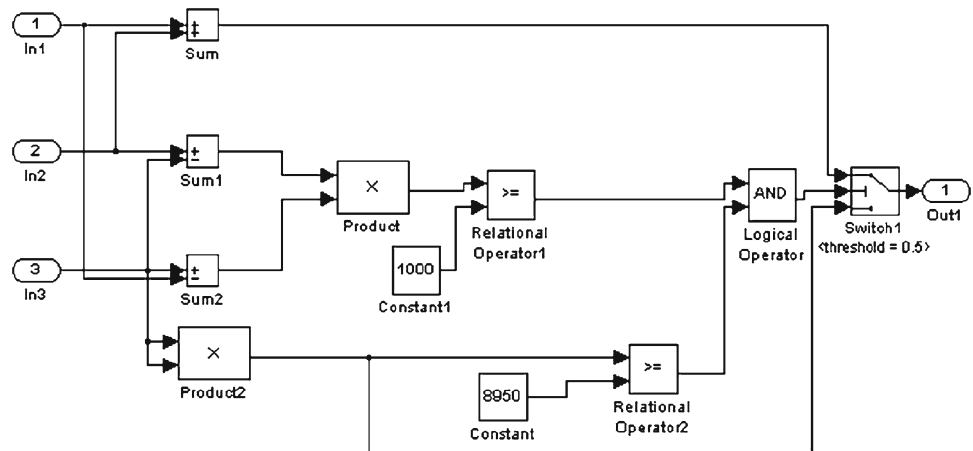 1
In1
+
+
Sum
2
In2
+
−
Sum1
×
Product
>=
Relational
Operator1
1000
Constant1
AND
Logical
Operator
Switch1
<threshold = 0.5>
1
Out1
3
In3
+
−
Sum2
×
Product2
8950
Constant
>=
Relational
Operator2